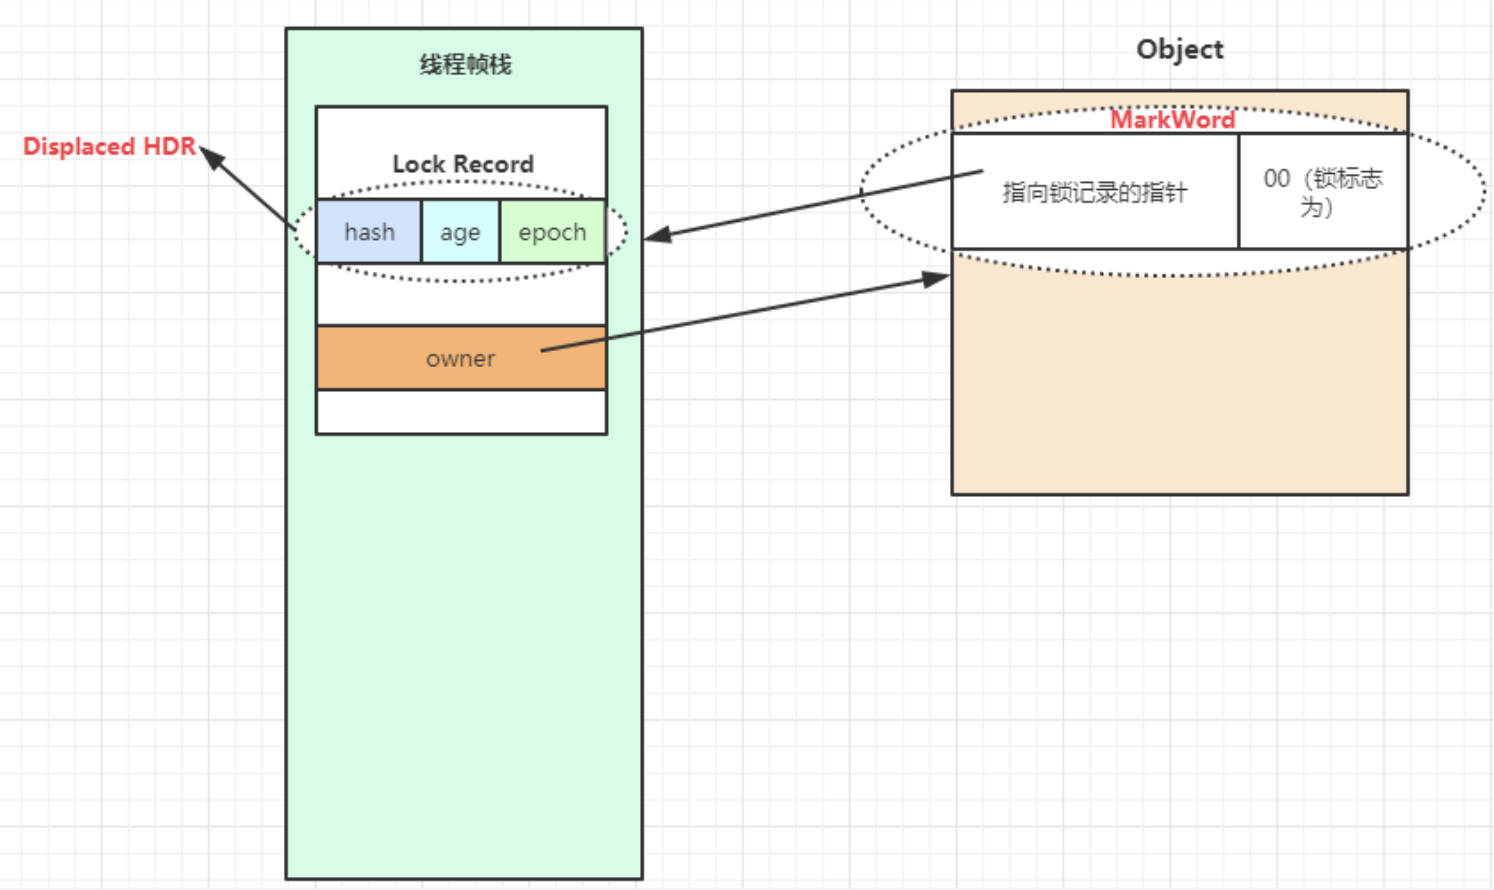 线程帧栈
Object
MarkWord
Displaced HDR
Lock Record
指向锁记录的指针
00（锁标志
为）
hash
age
epoch
owner